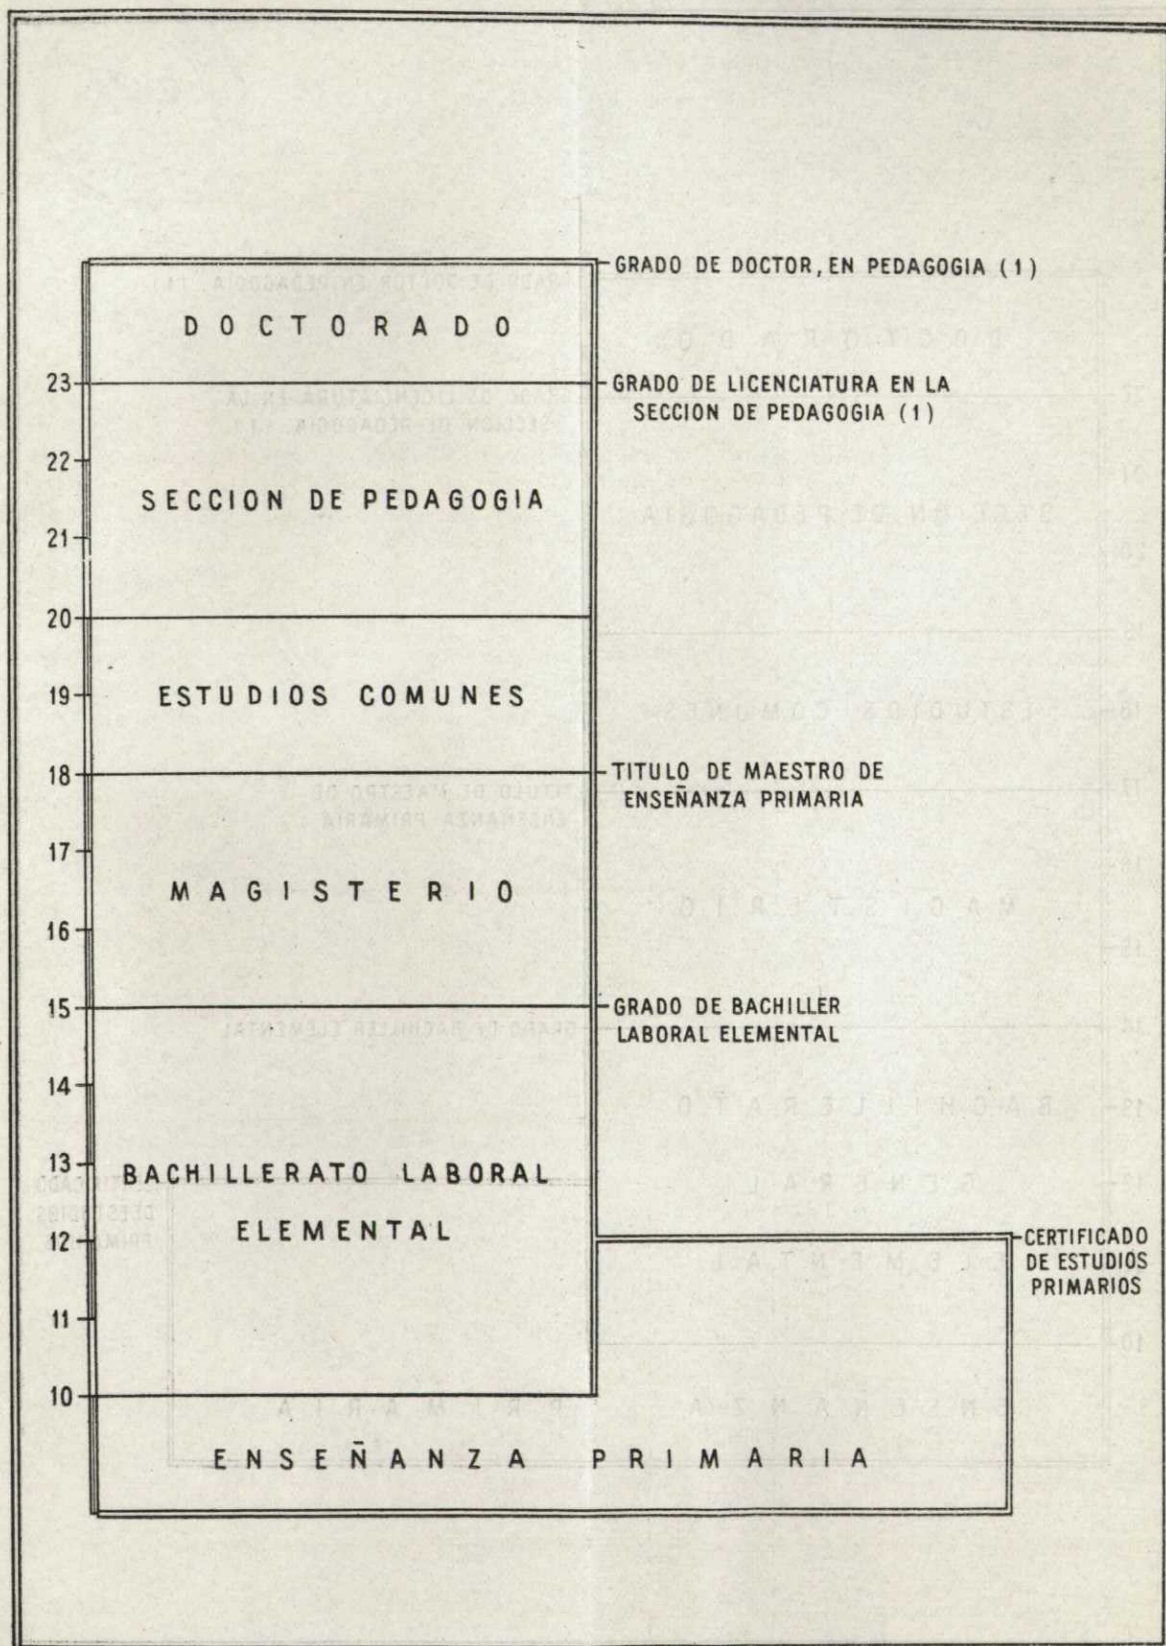 GRADO DE DOCTOR, EN PEDAGOGIA (1)
DOCTORADO
23
GRADO DE LICENCIATURA EN LA
SECCION DE PEDAGOGIA (1)
22
SECCION DE PEDAGOGIA
21
20
19
ESTUDIOS COMUNES
18
TITULO DE MAESTRO DE
ENSEÑANZA PRIMARIA
17
MAGISTERIO
16
15
GRADO DE BACHILLER
LABORAL ELEMENTAL
14
13
BACHILLERATO LABORAL
ELEMENTAL
12
CERTIFICADO
DE ESTUDIOS
PRIMARIOS
11
10
ENSEÑANZA PRIMARIA